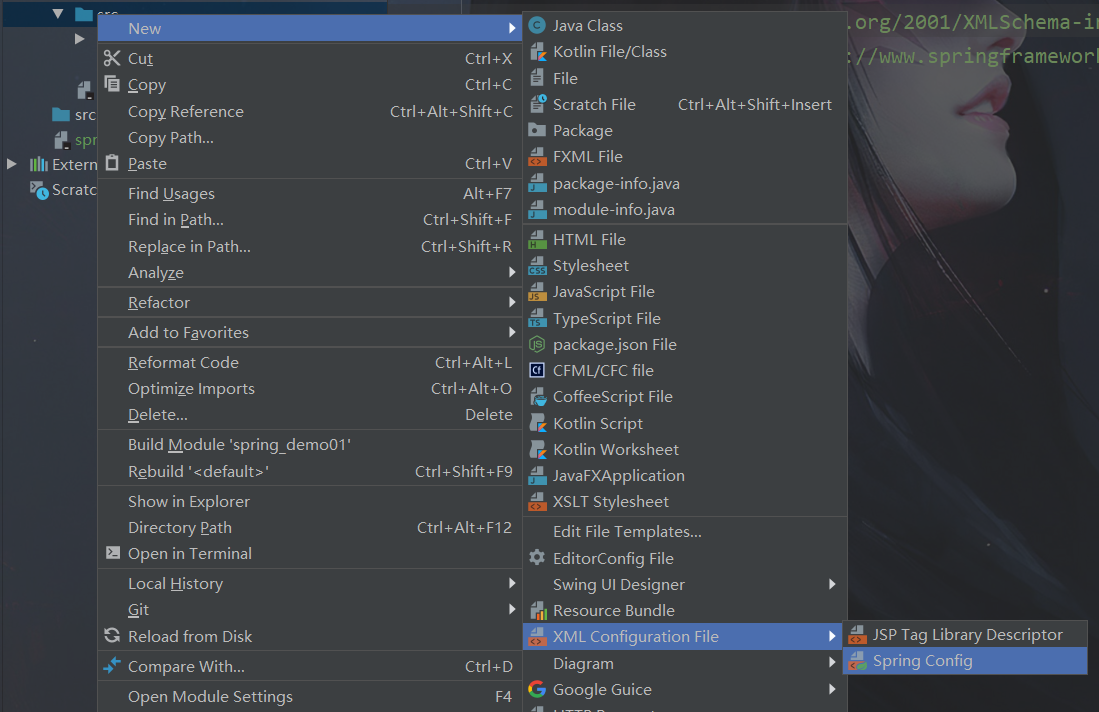 src
New
Cut Ctrl+X
Copy Ctrl+C
Copy Reference Ctrl+Alt+Shift+C
Copy Path...
Paste Ctrl+V
Find Usages Alt+F7
Find in Path... Ctrl+Shift+F
Replace in Path... Ctrl+Shift+R
Analyze
Refactor
Add to Favorites
Reformat Code Ctrl+Alt+L
Optimize Imports Ctrl+Alt+O
Delete... Delete
Build Module 'spring_demo01'
Rebuild '<default>' Ctrl+Shift+F9
Show in Explorer
Directory Path Ctrl+Alt+F12
Open in Terminal
Local History
Git
Reload from Disk
Compare With... Ctrl+D
Open Module Settings F4
src
spr
Extern
Scratc
Java Class
Kotlin File/Class
File
Scratch File Ctrl+Alt+Shift+Insert
Package
FXML File
package-info.java
module-info.java
HTML File
Stylesheet
JavaScript File
TypeScript File
package.json File
CFML/CFC file
CoffeeScript File
Kotlin Script
Kotlin Worksheet
JavaFXApplication
XSLT Stylesheet
Edit File Templates...
EditorConfig File
Swing UI Designer
Resource Bundle
XML Configuration File
Diagram
Google Guice
JSP Tag Library Descriptor
Spring Config
.org/2001/XMLSchema-in
://www.springframework